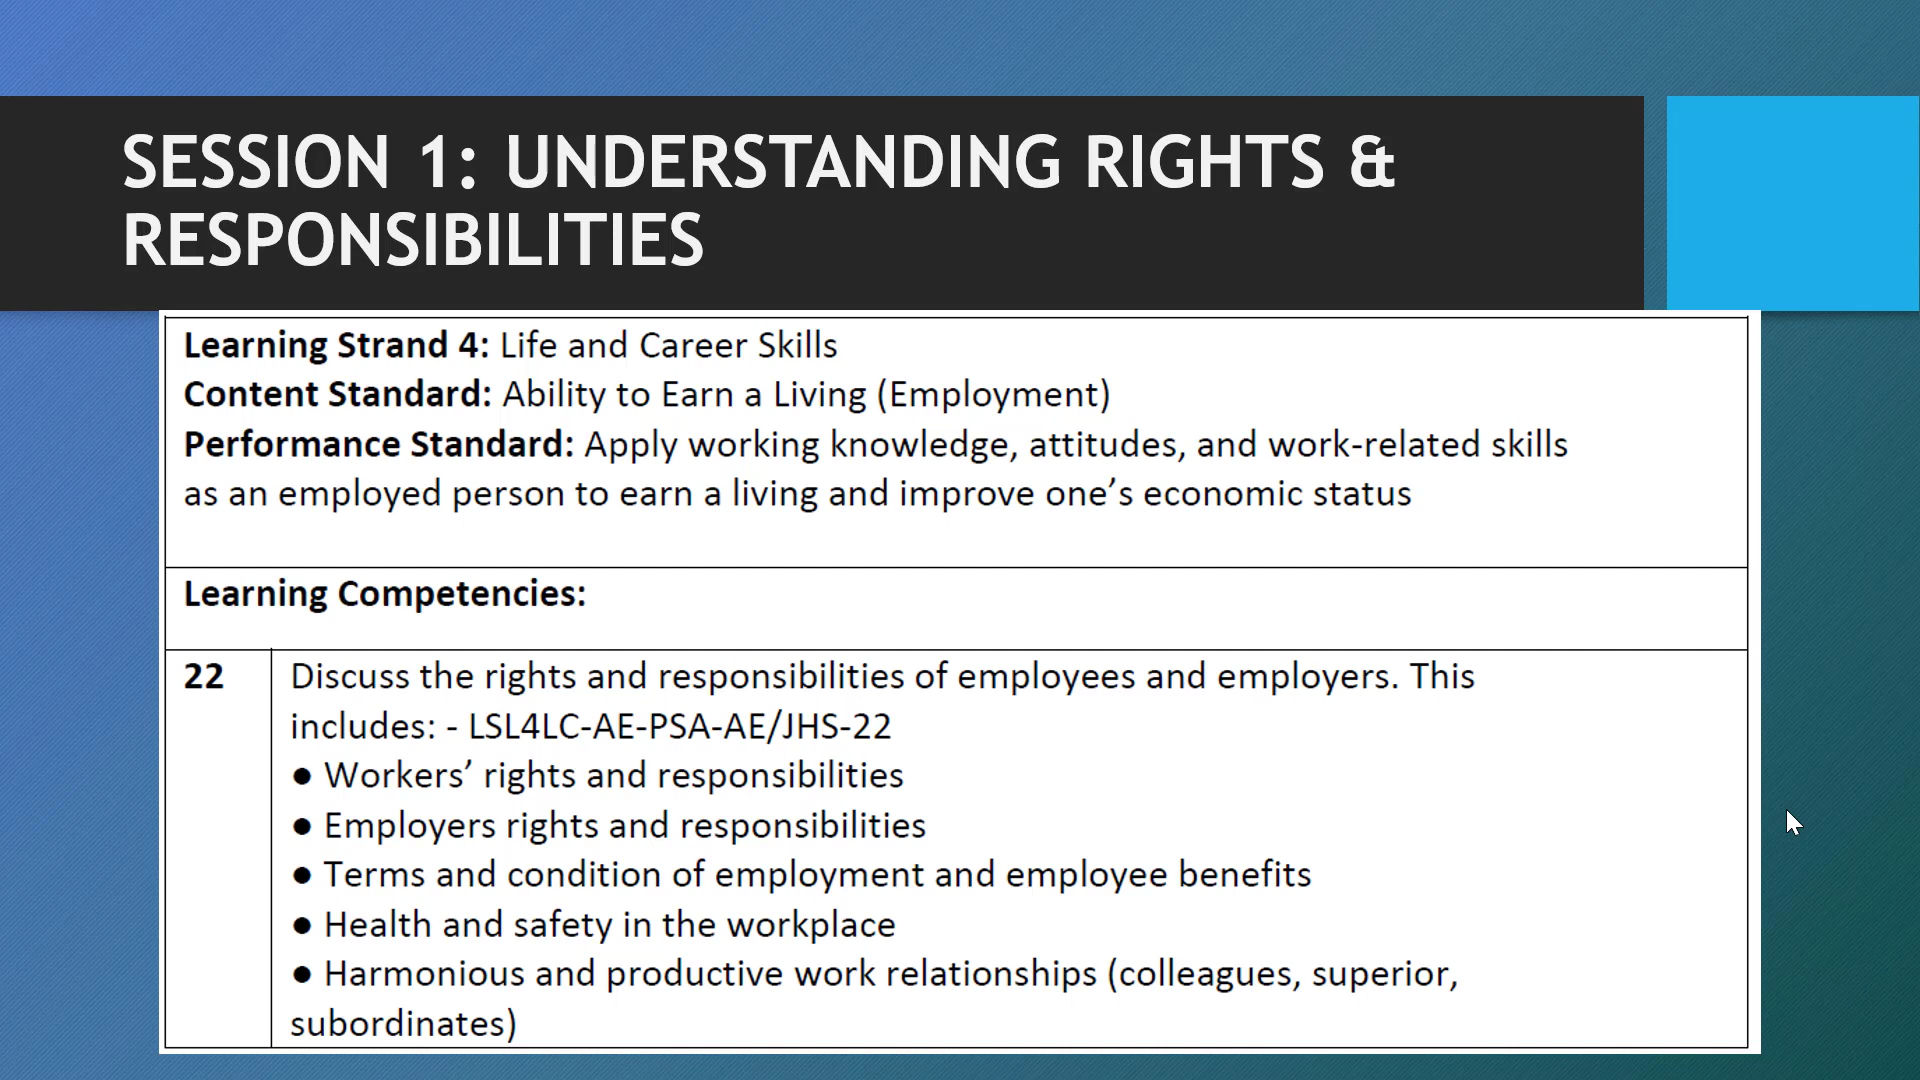 SESSION 1: UNDERSTANDING RIGHTS &
RESPONSIBILITIES
Learning Strand 4: Life and Career Skills
Content Standard: Ability to Earn a Living (Employment)
Performance Standard: Apply working knowledge, attitudes, and work-related skills
as an employed person to earn a living and improve one’s economic status
Learning Competencies:
22 Discuss the rights and responsibilities of employees and employers. This
includes: - LSL4LC-AE-PSA-AE/JHS-22
● Workers’ rights and responsibilities
● Employers rights and responsibilities
● Terms and condition of employment and employee benefits
● Health and safety in the workplace
● Harmonious and productive work relationships (colleagues, superior,
subordinates)